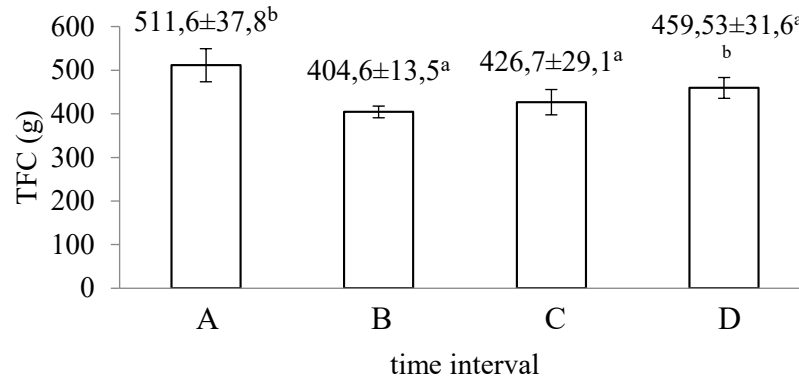 511,6±37,8ᵇ
404,6±13,5ᵃ
426,7±29,1ᵃ
459,53±31,6ᵃ
ᵇ
TFC (g)
600
500
400
300
200
100
0
A B C D
time interval